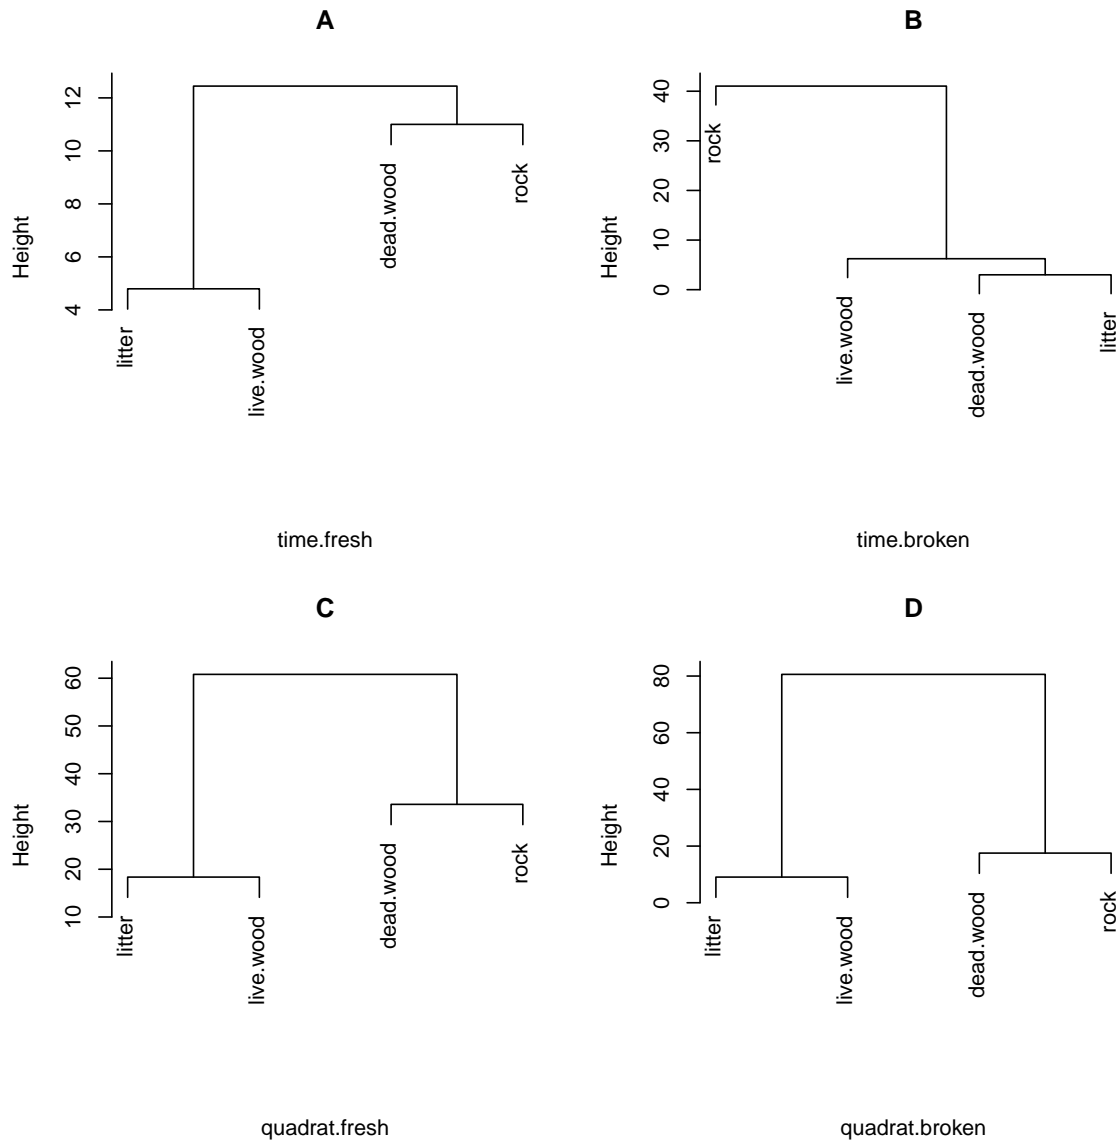 A
Height
4
6
8
10
12
litter
live.wood
dead.wood
rock
time.fresh
B
Height
0
10
20
30
40
rock
live.wood
dead.wood
litter
time.broken
C
Height
10
20
30
40
50
60
litter
live.wood
dead.wood
rock
quadrat.fresh
D
Height
0
20
40
60
80
litter
live.wood
dead.wood
rock
quadrat.broken